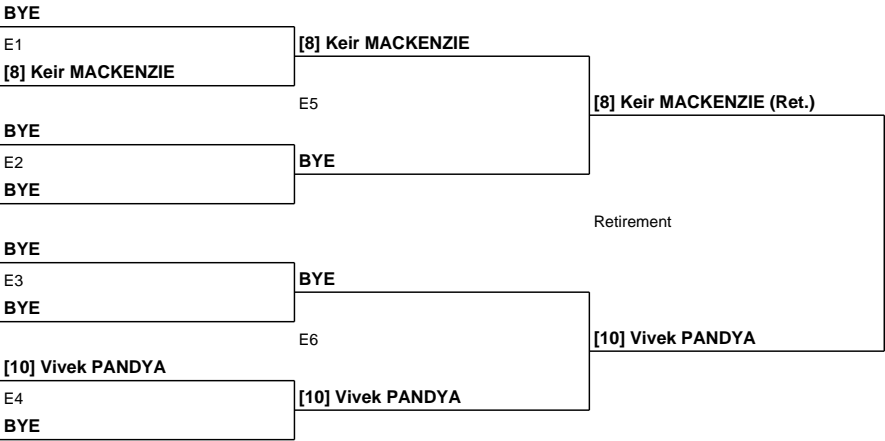 BYE
E1
[8] Keir MACKENZIE
[8] Keir MACKENZIE
E5
[8] Keir MACKENZIE (Ret.)
BYE
E2
BYE
BYE
Retirement
BYE
E3
BYE
BYE
E6
[10] Vivek PANDYA
[10] Vivek PANDYA
E4
[10] Vivek PANDYA
BYE